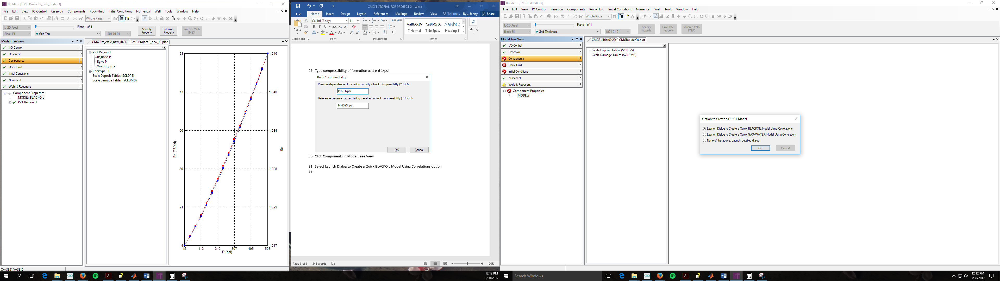 Builder - [CMG Project 2_new_JR.dat:3]
File Edit View IO Control Reservoir Components Rock-Fluid Initial Conditions Numerical Well Tools Window Help
Whole Page
IJ-2D Areal
Plane 1 of 1
Block Fill
Grid Top
1901-01-01
Specify Property
Calculate Property
Validate With IMEX
Model Tree View
I/O Control
Reservoir
Components
Rock-Fluid
Initial Conditions
Numerical
Wells & Recurrent
Component Properties
MODEL: BLACKOIL
PVT Region: 1
CMG Project 2_new_JR.2D
CMG Project 2_new_JR.plot
PVT Region:1
Rs,Bo vs P
Eg vs P
Viscosity vs P
Rocktype 1
Scale Deposit Tables (SCLDPS)
Scale Damage Tables (SCLDMG)
91
73
56
39
21
4
Rs (ft3/bbl)
1.046
1.040
1.034
1.028
1.022
1.017
Bo
15 112 210 307 405 503
P (psi)
X=-3881 Y=3815
CMG TUTORIAL FOR PROJECT 2 - Word
File Home Insert Design Layout References Mailings Review View Tell me... Ryu, Jenny Share
Paste
Clipboard
Calibri (Body)
11
B I U abc x₂ x²
Font
Paragraph
AaBbCcDc AaBbCcDc AaBbCc
¶ Normal ¶ No Spac... Heading 1
Styles
Editing
29. Type compressibility of formation as 1 e-6 1/psi
Rock Compressibility
Pressure dependence of formation porosity / Rock Compressibility (CPOR)
1e-6 1/psi
Reference pressure for calculating the effect of rock compressibility (PRPOR)
14.6923 psi
OK
Cancel
30. Click Components in Model Tree View
31. Select Launch Dialog to Create a Quick BLACKOIL Model Using Correlations option
32.
Page 8 of 8 346 words
100%
12:12 PM
3/30/2017
Builder - [CMGBuilder00:3]
File Edit View IO Control Reservoir Components Rock-Fluid Initial Conditions Numerical Well Tools Window Help
Whole Page
IJ-2D Areal
Plane 1 of 1
Block Fill
Grid Thickness
1901-01-01
Specify Property
Calculate Property
Validate With IMEX
Model Tree View
I/O Control
Reservoir
Components
Rock-Fluid
Initial Conditions
Numerical
Wells & Recurrent
Component Properties
MODEL:
CMGBuilder00.2D
CMGBuilder00.plot
Scale Deposit Tables (SCLDPS)
Scale Damage Tables (SCLDMG)
Option to Create a QUICK Model
Launch Dialog to Create a Quick BLACKOIL Model Using Correlations
Launch Dialog to Create a Quick GAS/WATER Model Using Correlations
None of the above. Launch detailed dialog
OK
Cancel
Search Windows
12:12 PM
3/30/2017